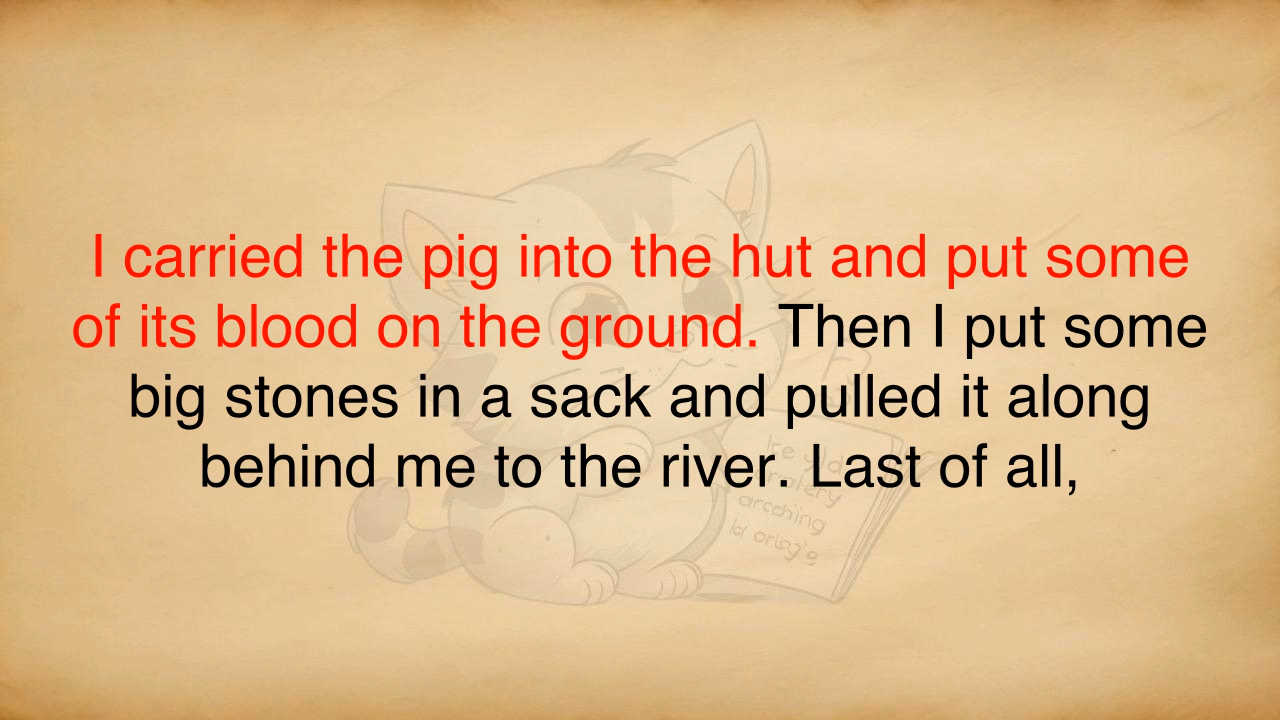 I carried the pig into the hut and put some
of its blood on the ground. Then I put some
big stones in a sack and pulled it along
behind me to the river. Last of all,